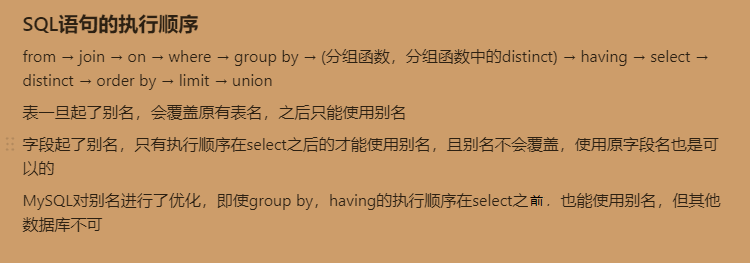 SQL语句的执行顺序
from → join → on → where → group by → (分组函数，分组函数中的distinct) → having → select →
distinct → order by → limit → union
表一旦起了别名，会覆盖原有表名，之后只能使用别名
字段起了别名，只有执行顺序在select之后的才能使用别名，且别名不会覆盖，使用原字段名也是可
以的
MySQL对别名进行了优化，即使group by，having的执行顺序在select之前．也能使用别名，但其他
数据库不可